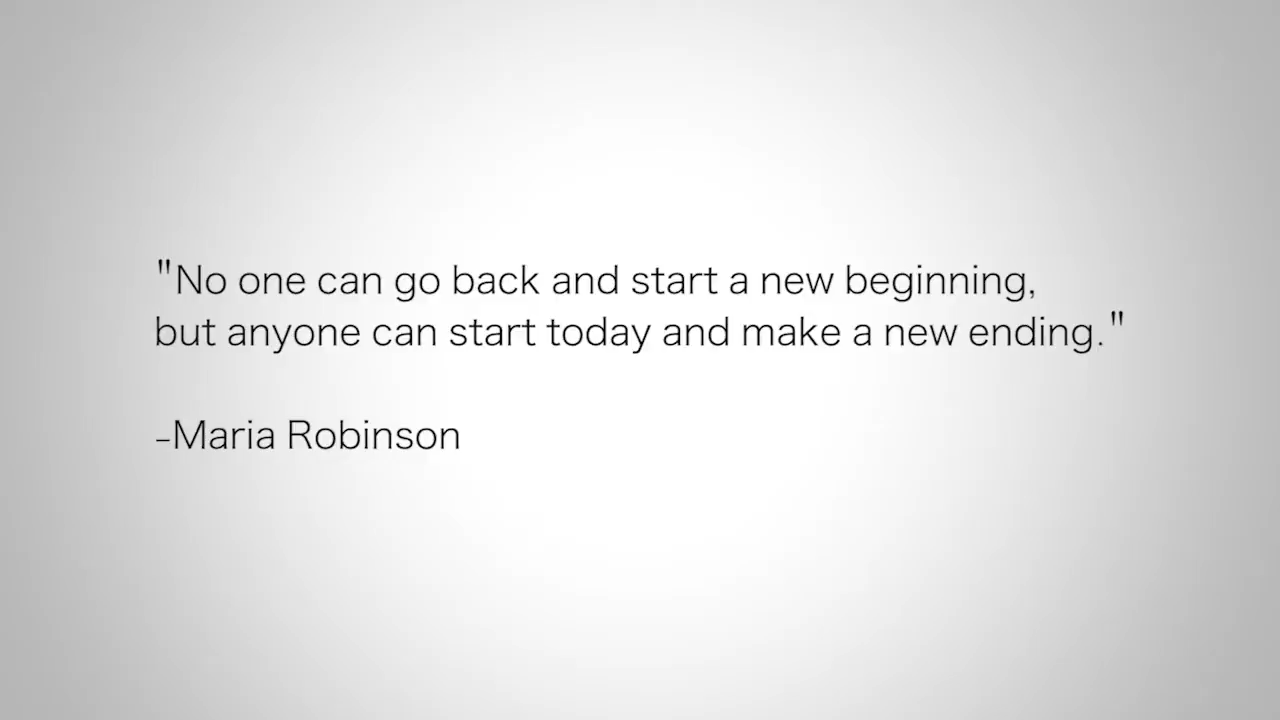 "No one can go back and start a new beginning,
but anyone can start today and make a new ending."
–Maria Robinson